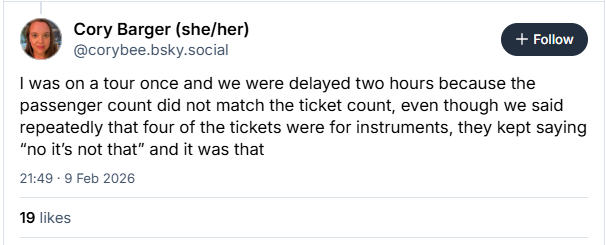 Cory Barger (she/her)
@corybee.bsky.social
+ Follow
I was on a tour once and we were delayed two hours because the
passenger count did not match the ticket count, even though we said
repeatedly that four of the tickets were for instruments, they kept saying
“no it’s not that” and it was that
21:49 · 9 Feb 2026
19 likes